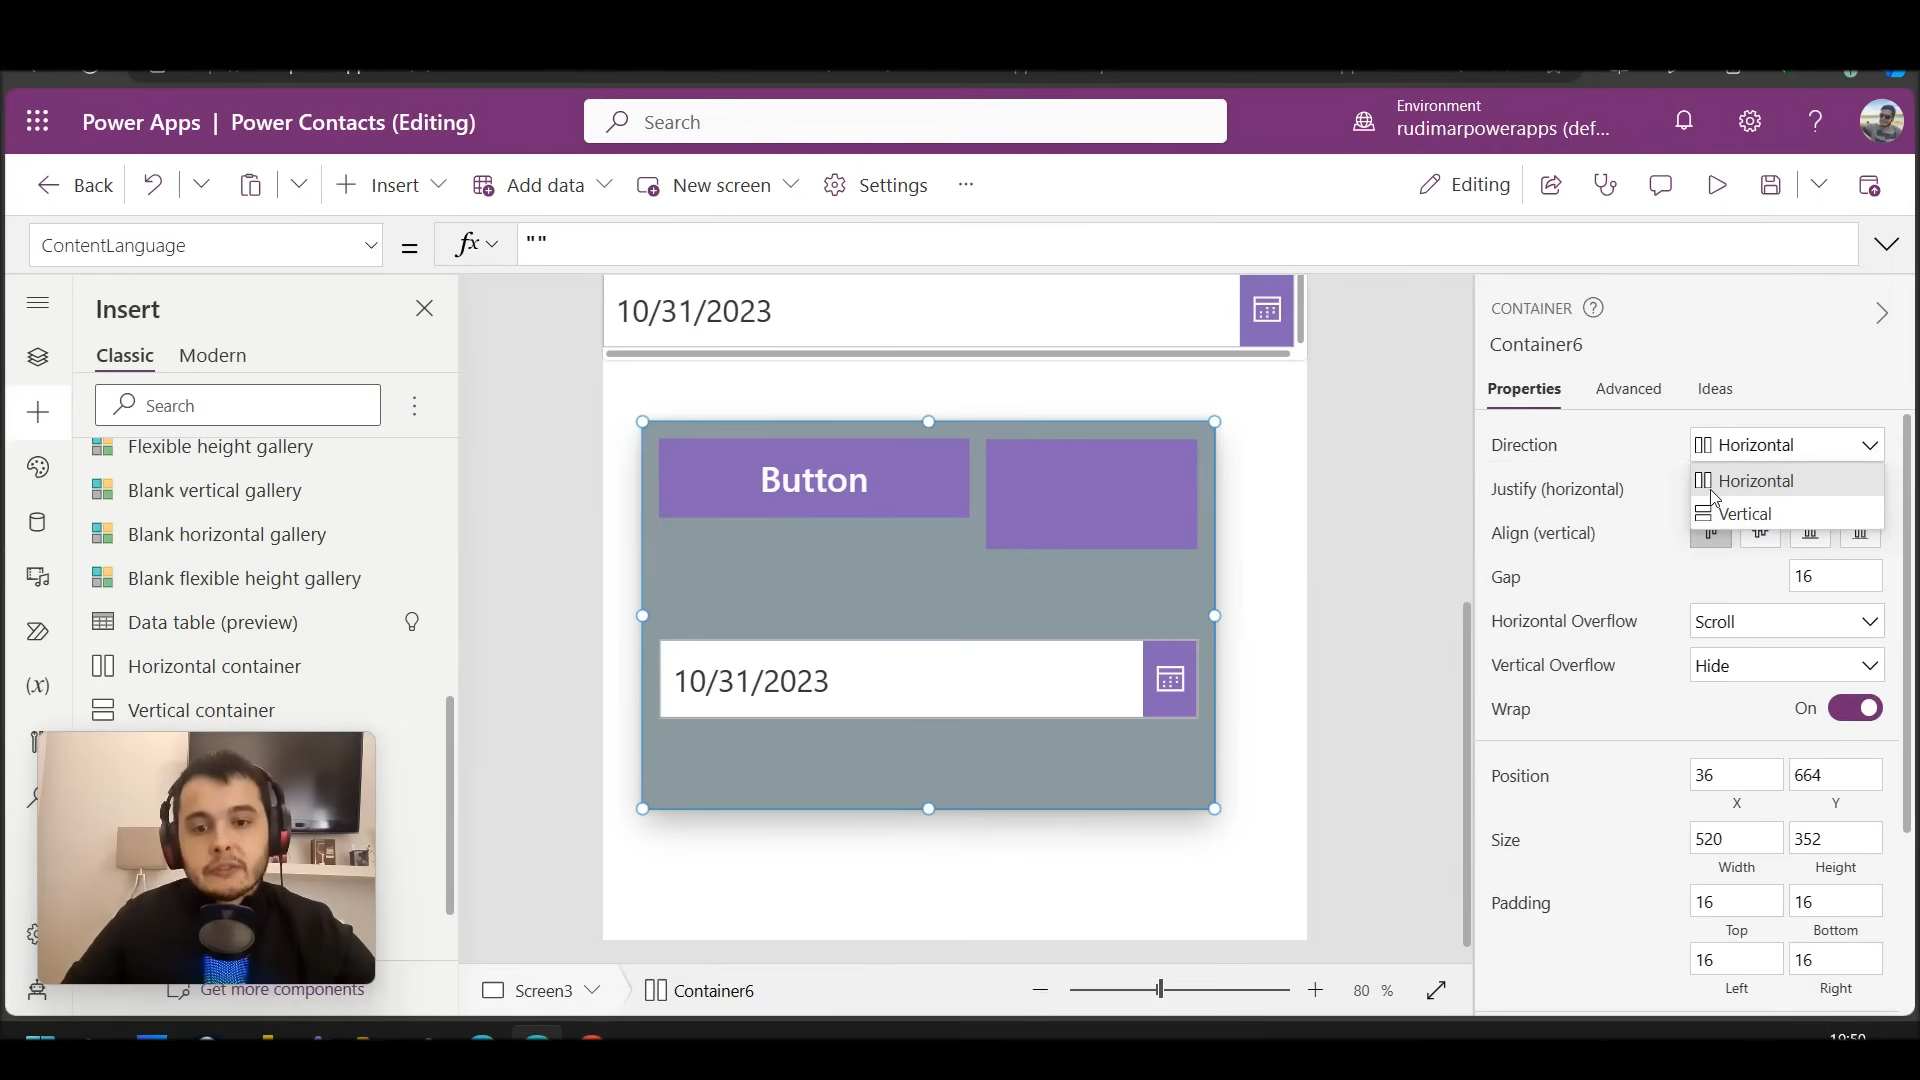 Power Apps | Power Contacts (Editing)
Search
Environment
rudimarpowerapps (def...
Back
Insert
Add data
New screen
Settings
...
Editing
ContentLanguage
=
fx
""
Insert
Classic
Modern
Search
Flexible height gallery
Blank vertical gallery
Blank horizontal gallery
Blank flexible height gallery
Data table (preview)
Horizontal container
Vertical container
Get more components
10/31/2023
Button
10/31/2023
Screen3
Container6
80 %
CONTAINER
Container6
Properties
Advanced
Ideas
Direction
Horizontal
Horizontal
Vertical
Justify (horizontal)
Align (vertical)
Gap
16
Horizontal Overflow
Scroll
Vertical Overflow
Hide
Wrap
On
Position
36
664
X
Y
Size
520
352
Width
Height
Padding
16
16
Top
Bottom
16
16
Left
Right